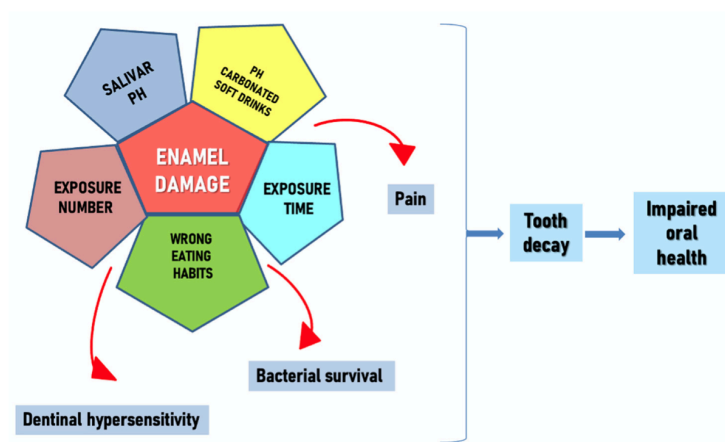 SALIVAR
PH
PH
CARBONATED
SOFT DRINKS
ENAMEL
DAMAGE
EXPOSURE
NUMBER
EXPOSURE
TIME
WRONG
EATING
HABITS
Pain
Bacterial survival
Dentinal hypersensitivity
Tooth
decay
Impaired
oral
health